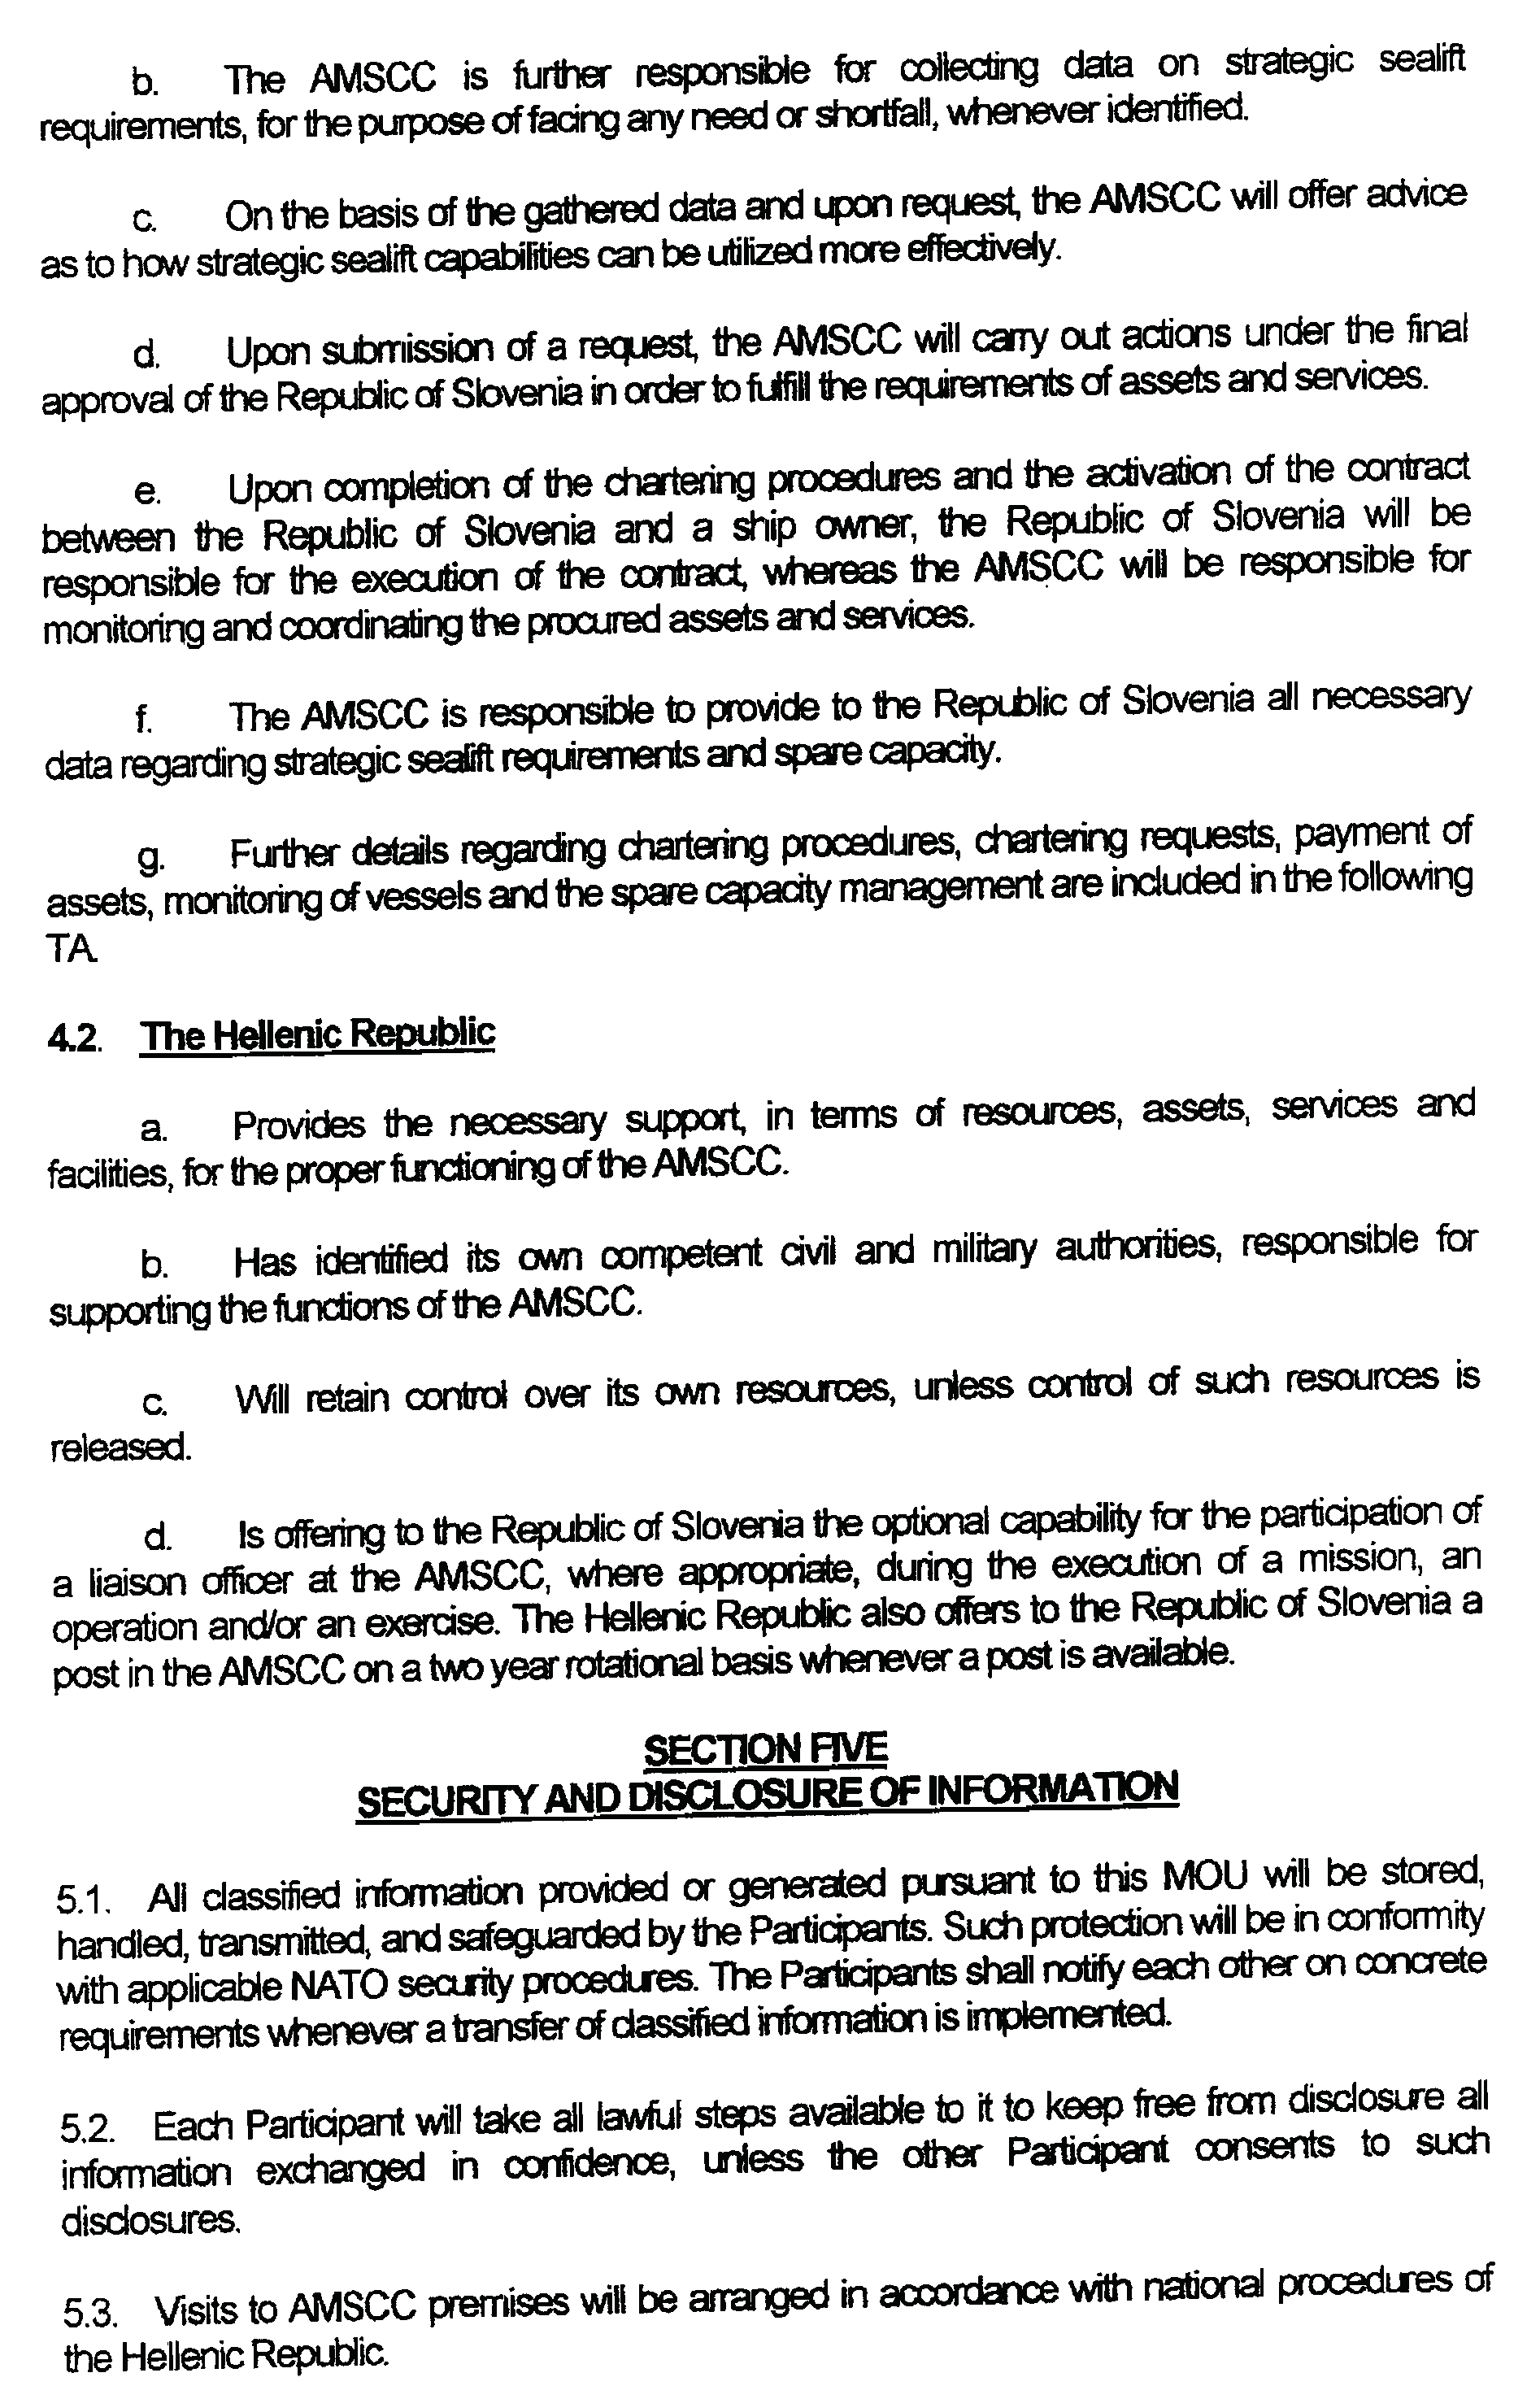 b. The AMSCC is further responsible for collecting data on strategic sealift
requirements, for the purpose of facing any need or shortfall, whenever identified.
c. On the basis of the gathered data and upon request, the AMSCC will offer advice
as to how strategic sealift capabilities can be utilized more effectively.
d. Upon submission of a request, the AMSCC will carry out actions under the final
approval of the Republic of Slovenia in order to fulfill the requirements of assets and services.
e. Upon completion of the chartering procedures and the activation of the contract
between the Republic of Slovenia and a ship owner, the Republic of Slovenia will be
responsible for the execution of the contract, whereas the AMSCC will be responsible for
monitoring and coordinating the procured assets and services.
f. The AMSCC is responsible to provide to the Republic of Slovenia all necessary
data regarding strategic sealift requirements and spare capacity.
g. Further details regarding chartering procedures, chartering requests, payment of
assets, monitoring of vessels and the spare capacity management are included in the following
TA.
4.2. The Hellenic Republic
a. Provides the necessary support, in terms of resources, assets, services and
facilities, for the proper functioning of the AMSCC.
b. Has identified its own competent civil and military authorities, responsible for
supporting the functions of the AMSCC.
c. Will retain control over its own resources, unless control of such resources is
released.
d. Is offering to the Republic of Slovenia the optional capability for the participation of
a liaison officer at the AMSCC, where appropriate, during the execution of a mission, an
operation and/or an exercise. The Hellenic Republic also offers to the Republic of Slovenia a
post in the AMSCC on a two year rotational basis whenever a post is available.
SECTION FIVE
SECURITY AND DISCLOSURE OF INFORMATION
5.1. All classified information provided or generated pursuant to this MOU will be stored,
handled, transmitted, and safeguarded by the Participants. Such protection will be in conformity
with applicable NATO security procedures. The Participants shall notify each other on concrete
requirements whenever a transfer of classified information is implemented.
5.2. Each Participant will take all lawful steps available to it to keep free from disclosure all
information exchanged in confidence, unless the other Participant consents to such
disclosures.
5.3. Visits to AMSCC premises will be arranged in accordance with national procedures of
the Hellenic Republic.